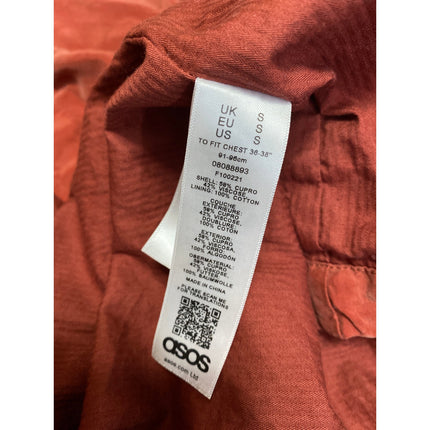 UK S
EU S
US S
TO FIT CHEST 36-38"
91-96cm
08088893
F100221
SHELL: 58% CUPRO
42% VISCOSE
LINING: 100% COTTON
COUCHE
EXTÉRIEURE:
58% CUPRO
42% VISCOSE,
DOUBLURE:
100% COTON
EXTERIOR:
58% CUPRO
42% VISCOSA,
FORRO:
100% ALGODÓN
OBERMATERIAL:
58% CUPRO
42% VISKOSE,
FUTTER:
100% BAUMWOLLE
MADE IN CHINA
PLEASE SCAN ME
FOR TRANSLATIONS
asos
asos.com Ltd